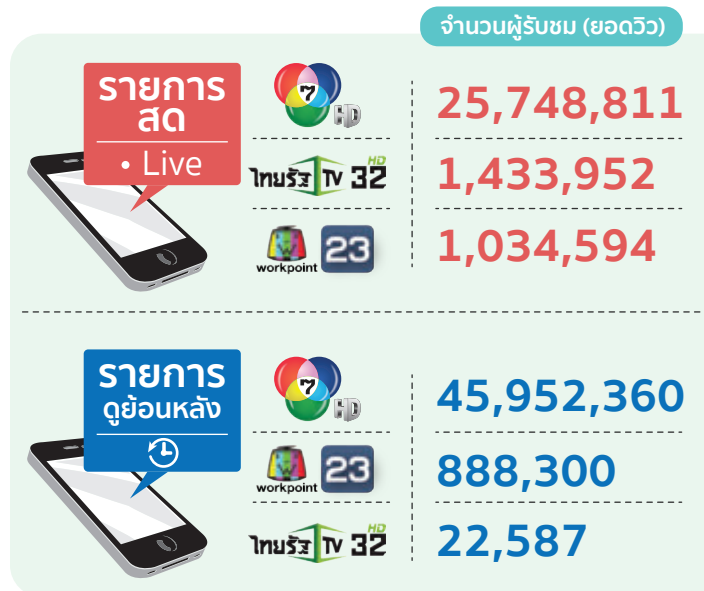 จำนวนผู้รับชม (ยอดวิว)
รายการ
สด
• Live
7 HD
25,748,811
ไทยรัฐ TV 32 HD
1,433,952
workpoint 23
1,034,594
รายการ
ดูย้อนหลัง
7 HD
45,952,360
workpoint 23
888,300
ไทยรัฐ TV 32 HD
22,587